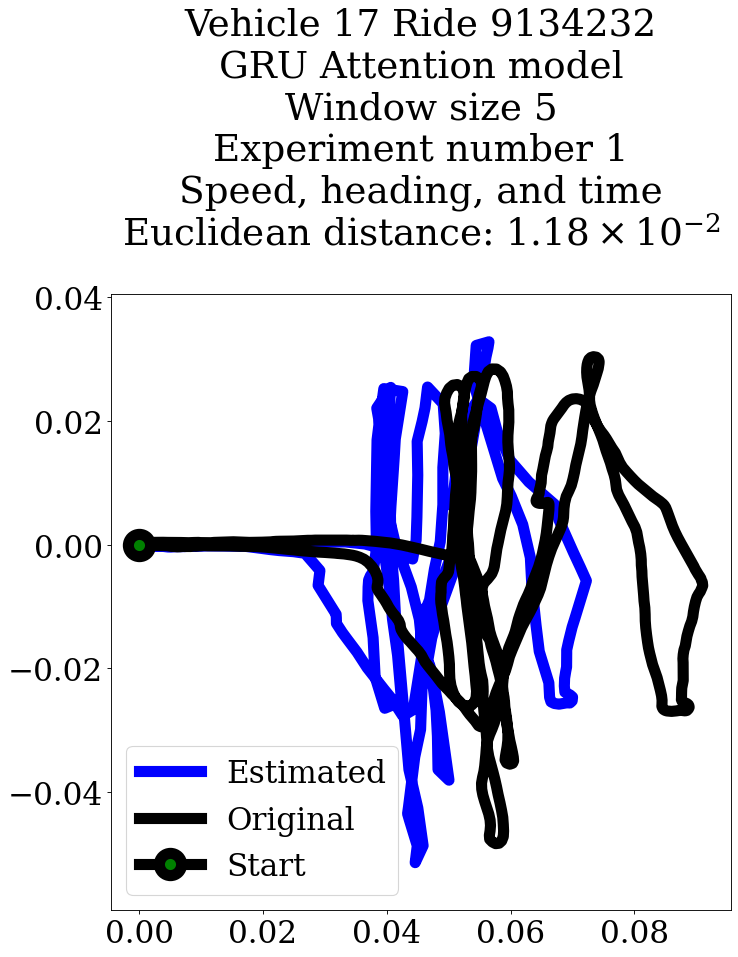 Vehicle 17 Ride 9134232
GRU Attention model
Window size 5
Experiment number 1
Speed, heading, and time
Euclidean distance: 1.18 × 10⁻²
0.04
0.02
0.00
−0.02
−0.04
Estimated
Original
Start
0.00 0.02 0.04 0.06 0.08